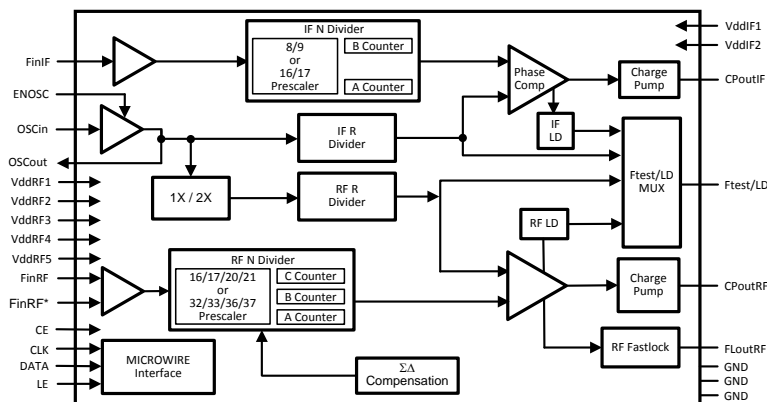 IF N Divider
8/9
or
16/17
Prescaler
B Counter
A Counter
FinIF
ENOSC
OSCin
OSCout
VddRF1
VddRF2
VddRF3
VddRF4
VddRF5
FinRF
FinRF*
CE
CLK
DATA
LE
1X / 2X
IF R
Divider
RF R
Divider
Phase
Comp
IF
LD
Charge
Pump
Ftest/LD
MUX
RF LD
RF N Divider
16/17/20/21
or
32/33/36/37
Prescaler
C Counter
B Counter
A Counter
Charge
Pump
RF Fastlock
MICROWIRE
Interface
ΣΔ
Compensation
VddIF1
VddIF2
CPoutIF
Ftest/LD
CPoutRF
FLoutRF
GND
GND
GND